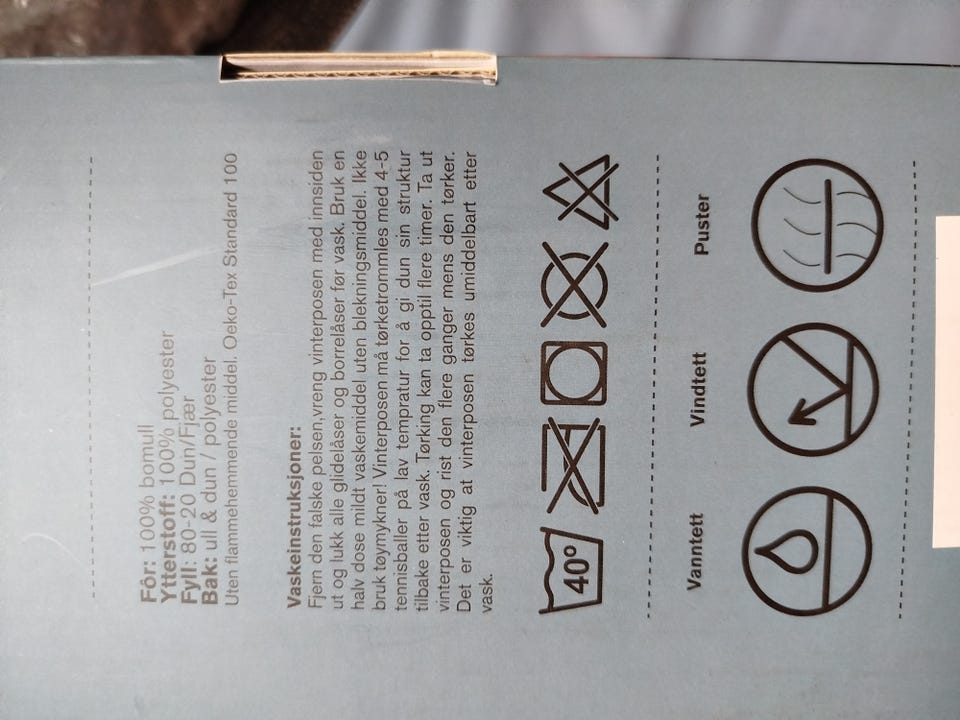 Fôr: 100% bomull
Ytterstoff: 100% polyester
Fyll: 80-20 Dun/Fjær
Bak: ull & dun / polyester
Uten flammehemmende middel. Oeko-Tex Standard 100
Vaskeinstruksjoner:
Fjern den falske pelsen,vreng vinterposen med innsiden
ut og lukk alle glidelåser og borrelåser før vask. Bruk en
halv dose mildt vaskemiddel uten blekningsmiddel. Ikke
bruk tøymykner! Vinterposen må tørketrommles med 4-5
tennisballer på lav tempratur for å gi dun sin struktur
tilbake etter vask. Tørking kan ta opptil flere timer. Ta ut
vinterposen og rist den flere ganger mens den tørker.
Det er viktig at vinterposen tørkes umiddelbart etter
vask.
40°
Vanntett Vindtett Puster